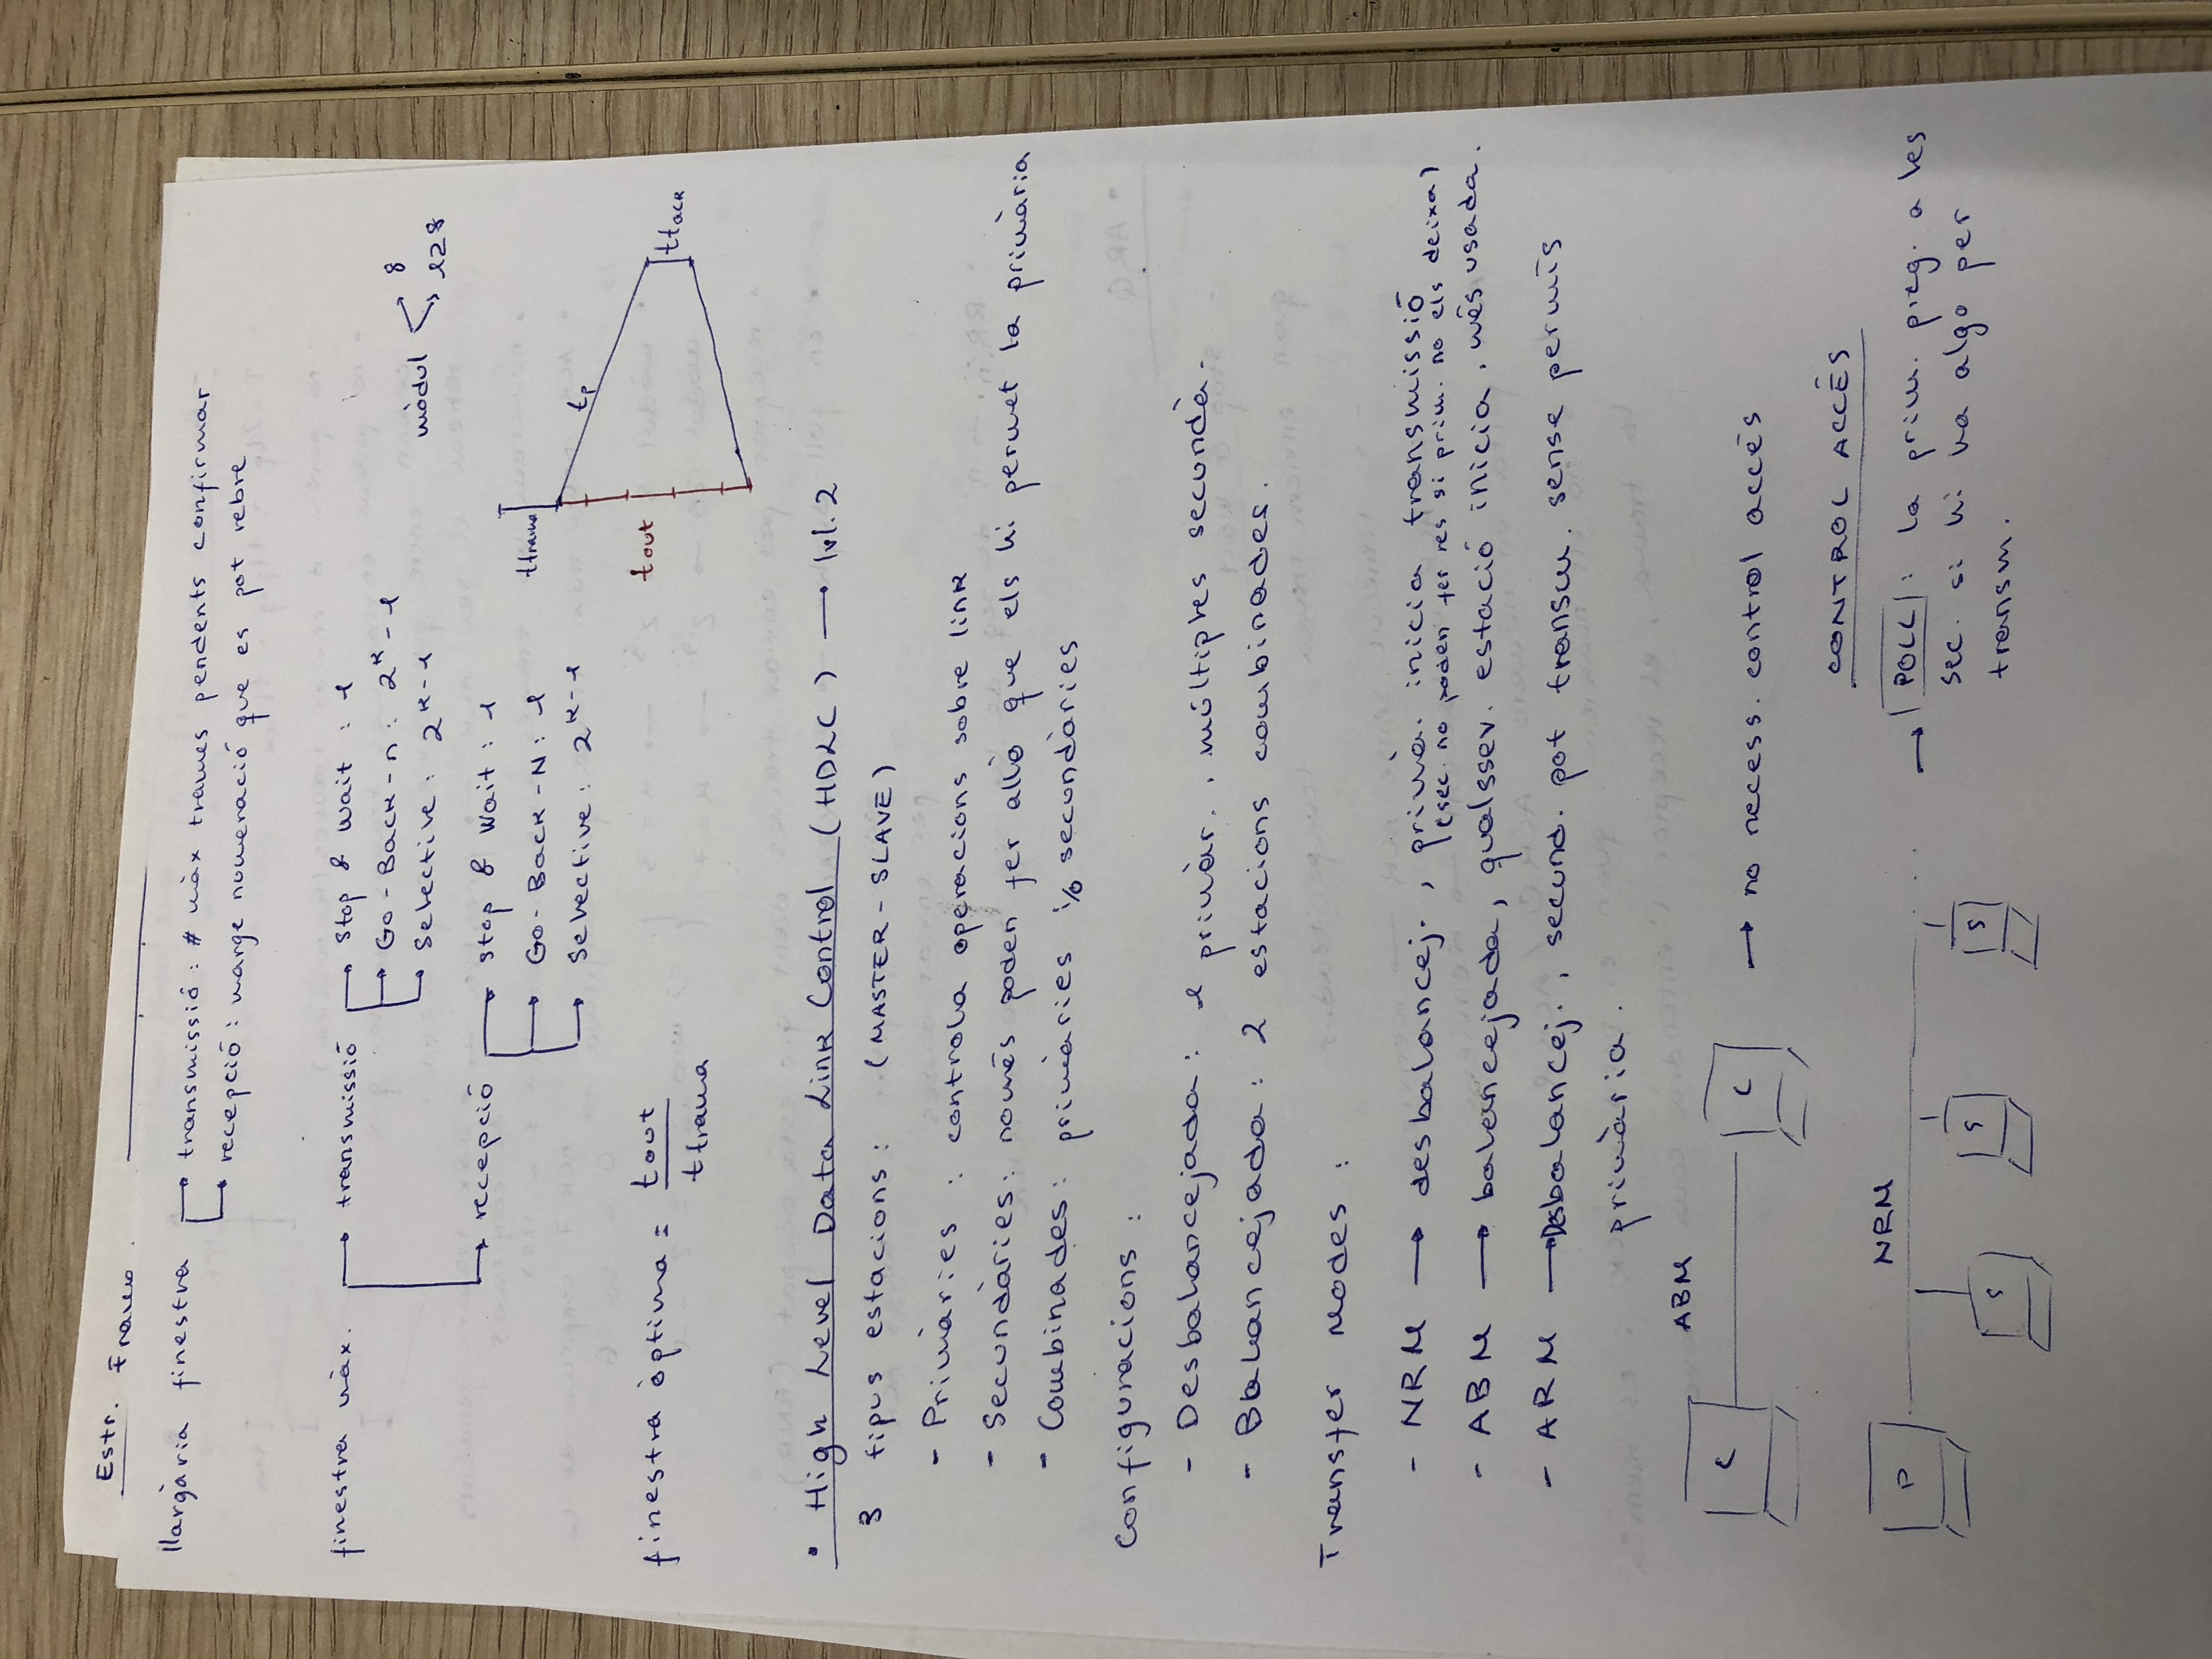 Estr. Frames.
llargària finestra → transmissió: # màx trames pendents confirmar
→ recepció: marge numeració que es pot rebre
finestra màx. → transmissió → Stop & Wait : 1
→ Go-Back-n: 2^k - 1
→ Selective: 2^k-1
mòdul 8
128
→ recepció → Stop & Wait: 1
→ Go-Back-N: 1
→ Selective: 2^k-1
ttrama
tp
tout
ttack
finestra òptima = tout / ttrama
• High Level Data Link Control (HDLC) → lvl.2
3 tipus estacions: (MASTER - SLAVE)
- Primàries : controla operacions sobre link
- Secundàries: només poden fer allò que els hi permet la primària
- Combinades: primàries i/o secundàries
Configuracions :
- Desbalancejada: 1 primàr. , múltiples secundà.
- Balancejada: 2 estacions combinades.
Transfer Modes :
- NRM → desbalancej. , primà. inicia transmissió
(sec. no poden fer res si prim. no els deixa)
- ABM → balancejada, qualssev. estació inicia, més usada.
- ARM → Desbalancej. , secund. pot transm. sense permís
primària.
ABM
C
C
→ no necess. control accés
CONTROL ACCÉS
NRM
P
S
S
S
→ POLL : la prim. preg. a les
sec. si hi ha algo per
transm.